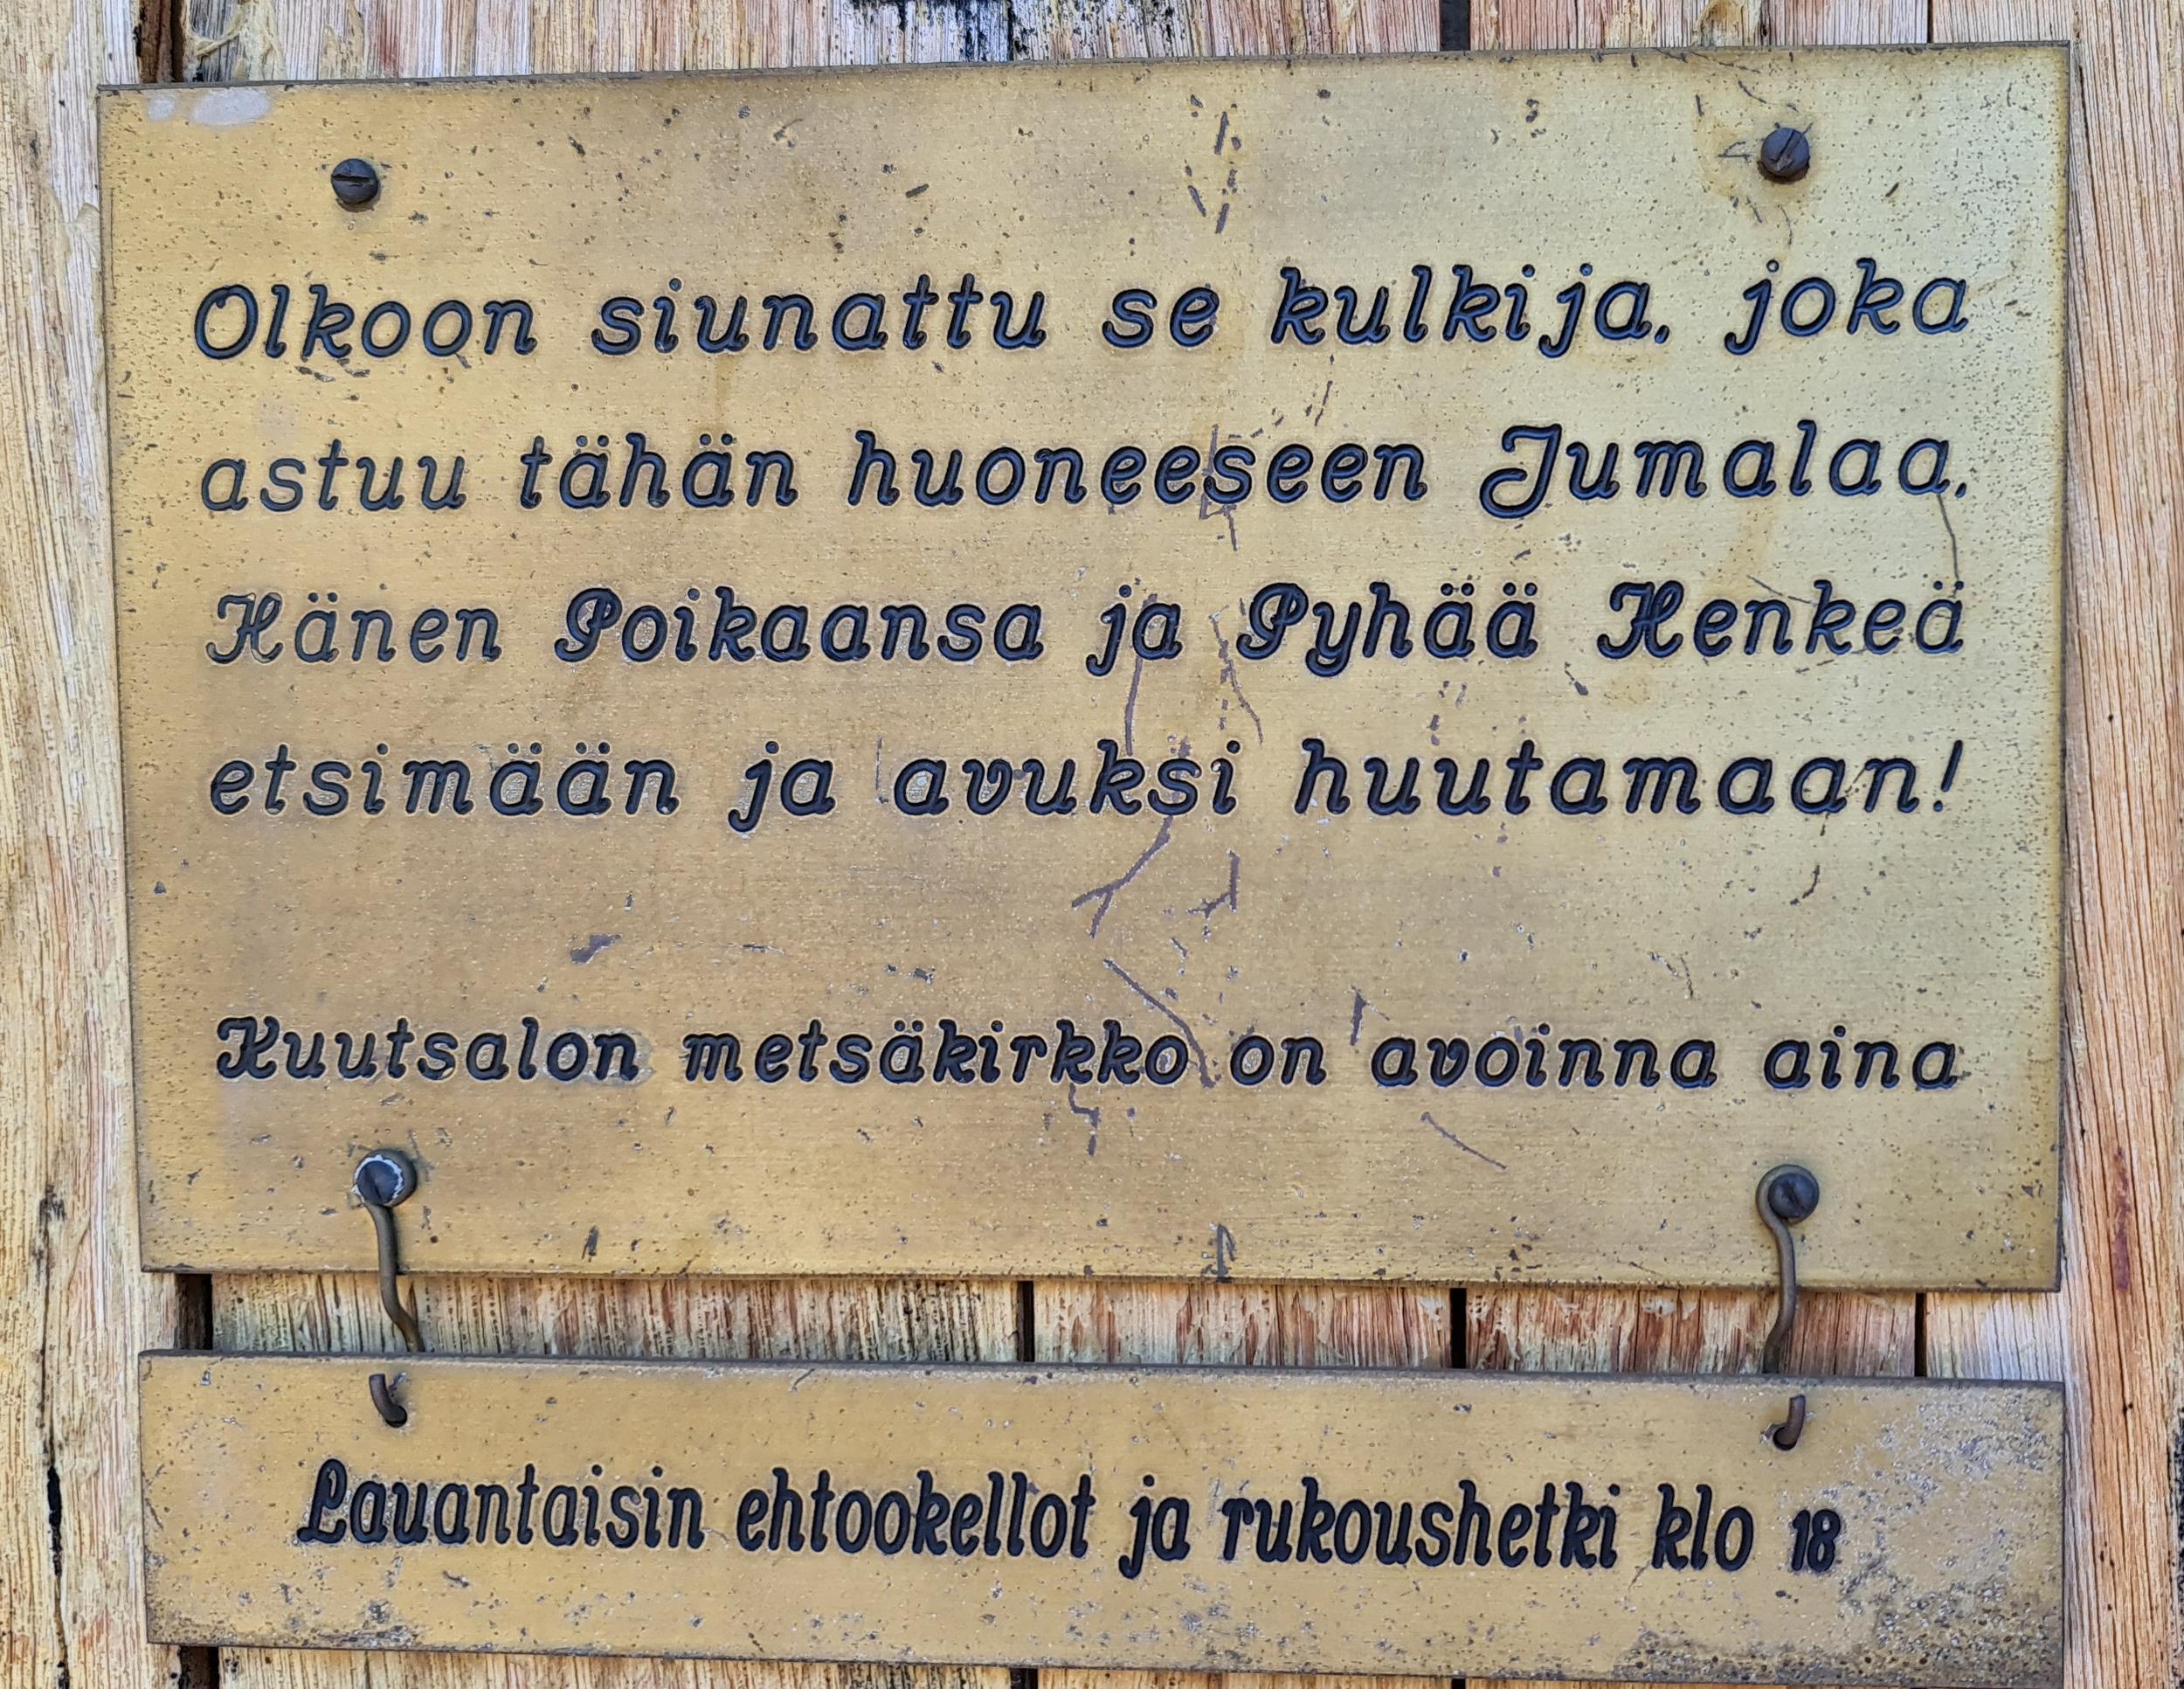 Olkoon siunattu se kulkija, joka
astuu tähän huoneeseen Jumalaa,
Hänen Poikaansa ja Pyhää Henkeä
etsimään ja avuksi huutamaan!
Kuutsalon metsäkirkko on avoinna aina
Lauantaisin ehtookellot ja rukoushetki klo 18